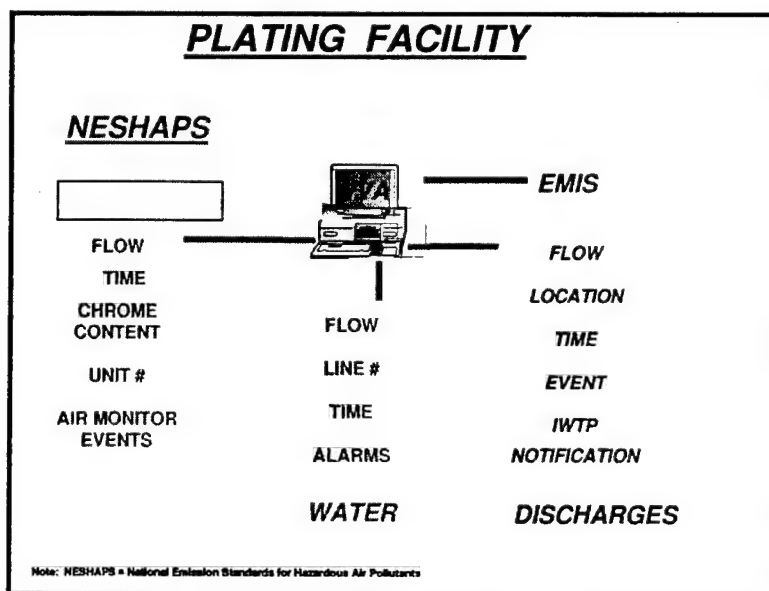 PLATING FACILITY
NESHAPS
FLOW
TIME
CHROME
CONTENT
UNIT #
AIR MONITOR
EVENTS
FLOW
LINE #
TIME
ALARMS
WATER
EMIS
FLOW
LOCATION
TIME
EVENT
IWTP
NOTIFICATION
DISCHARGES
Note: NESHAPS = National Emission Standards for Hazardous Air Pollutants